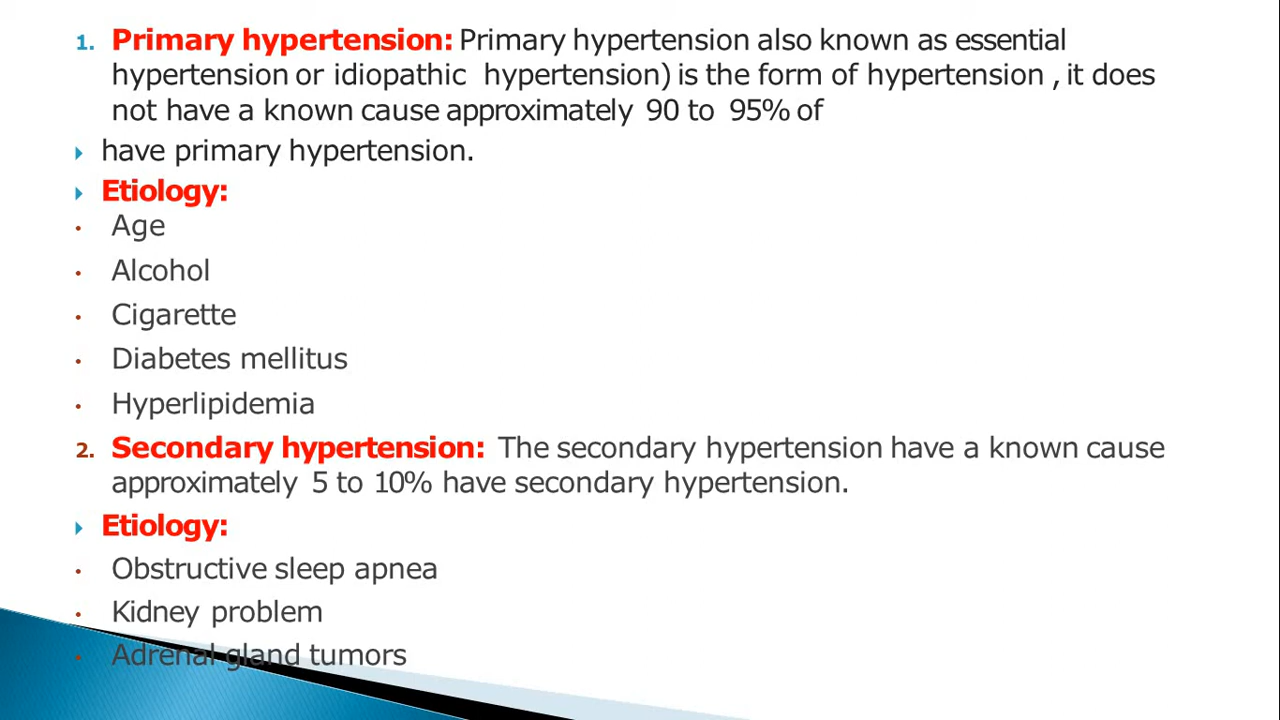 1. Primary hypertension: Primary hypertension also known as essential
hypertension or idiopathic hypertension) is the form of hypertension , it does
not have a known cause approximately 90 to 95% of
have primary hypertension.
Etiology:
• Age
• Alcohol
• Cigarette
• Diabetes mellitus
• Hyperlipidemia
2. Secondary hypertension: The secondary hypertension have a known cause
approximately 5 to 10% have secondary hypertension.
Etiology:
• Obstructive sleep apnea
• Kidney problem
• Adrenal gland tumors